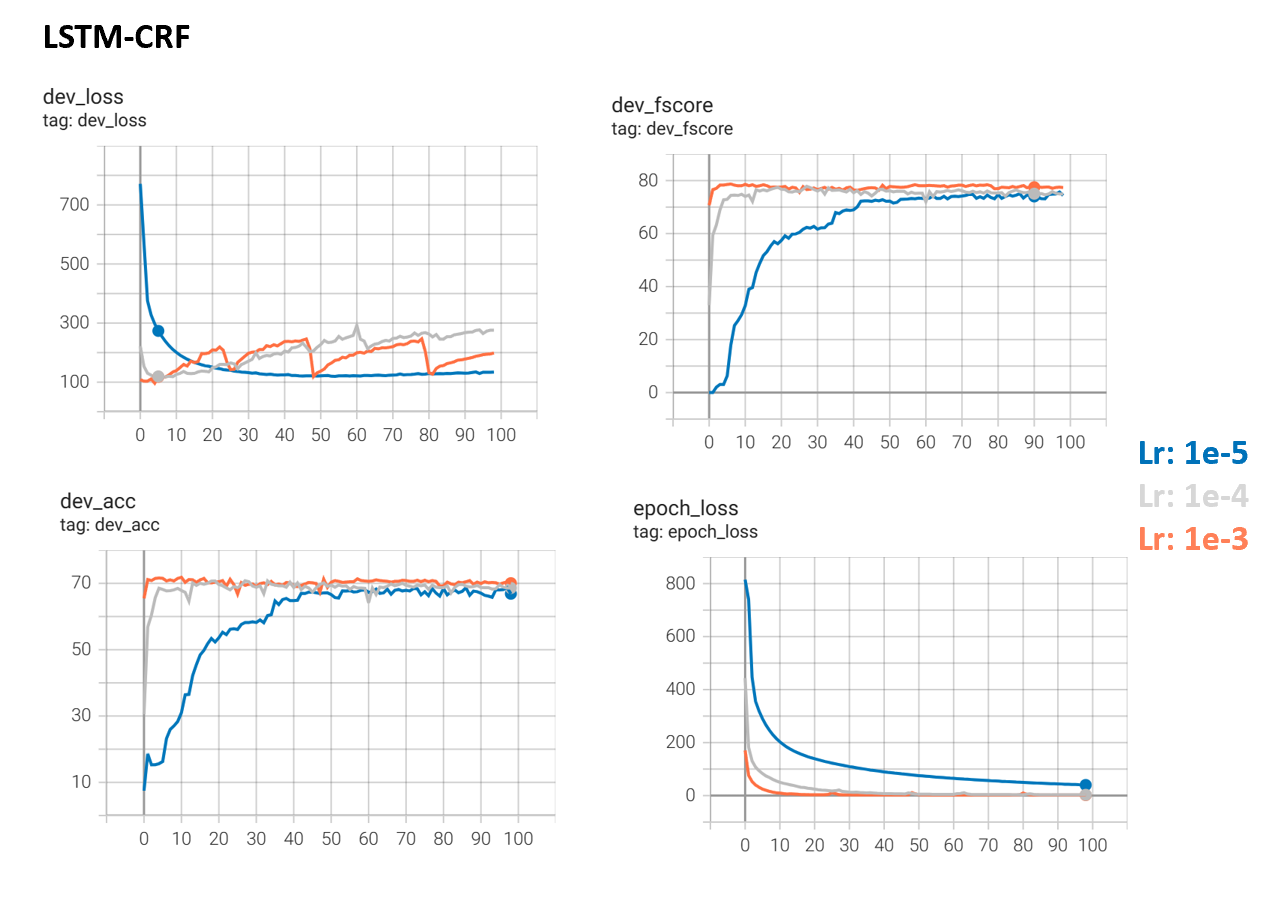 LSTM-CRF
dev_loss
tag: dev_loss
700
500
300
100
0 10 20 30 40 50 60 70 80 90 100
dev_fscore
tag: dev_fscore
80
60
40
20
0
0 10 20 30 40 50 60 70 80 90 100
Lr: 1e-5
Lr: 1e-4
Lr: 1e-3
dev_acc
tag: dev_acc
70
50
30
10
0 10 20 30 40 50 60 70 80 90 100
epoch_loss
tag: epoch_loss
800
600
400
200
0
0 10 20 30 40 50 60 70 80 90 100